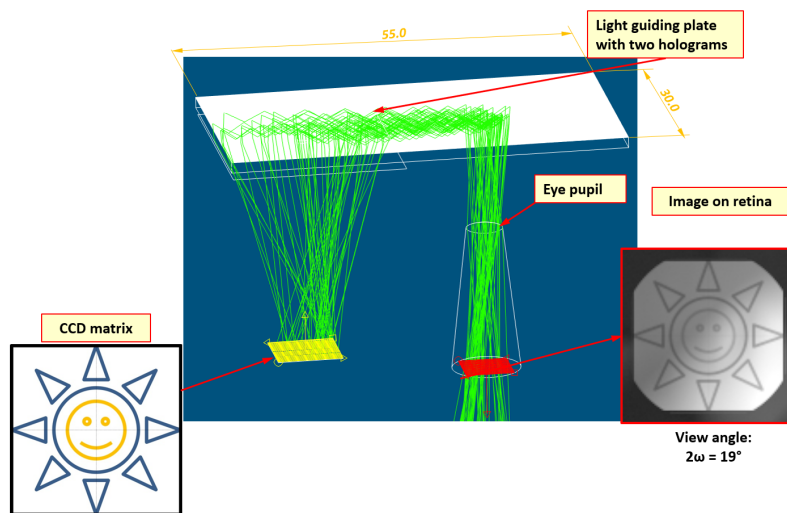 Light guiding plate
with two holograms
55.0
30.0
Eye pupil
Image on retina
CCD matrix
View angle:
2ω = 19°